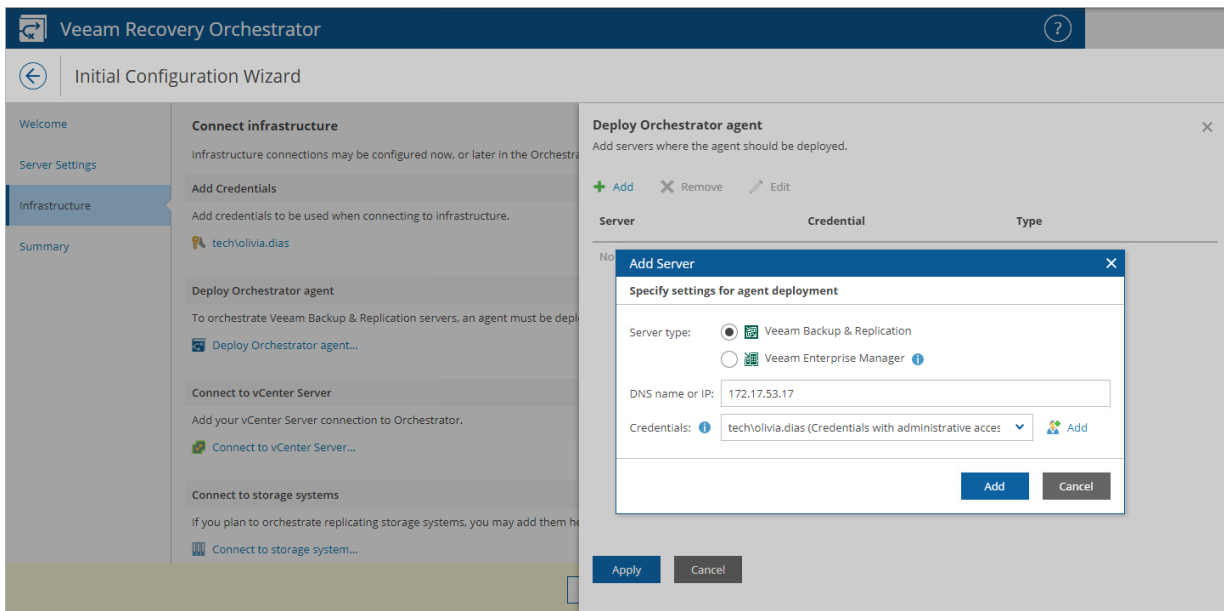 Veeam Recovery Orchestrator
?
Initial Configuration Wizard
Welcome
Server Settings
Infrastructure
Summary
Connect infrastructure
Infrastructure connections may be configured now, or later in the Orchestra
Add Credentials
Add credentials to be used when connecting to infrastructure.
tech\olivia.dias
Deploy Orchestrator agent
To orchestrate Veeam Backup & Replication servers, an agent must be depl
Deploy Orchestrator agent...
Connect to vCenter Server
Add your vCenter Server connection to Orchestrator.
Connect to vCenter Server...
Connect to storage systems
If you plan to orchestrate replicating storage systems, you may add them he
Connect to storage system...
Deploy Orchestrator agent
Add servers where the agent should be deployed.
Add Remove Edit
Server Credential Type
No
Add Server
Specify settings for agent deployment
Server type: Veeam Backup & Replication
Veeam Enterprise Manager
DNS name or IP: 172.17.53.17
Credentials: tech\olivia.dias (Credentials with administrative acces Add
Add Cancel
Apply Cancel